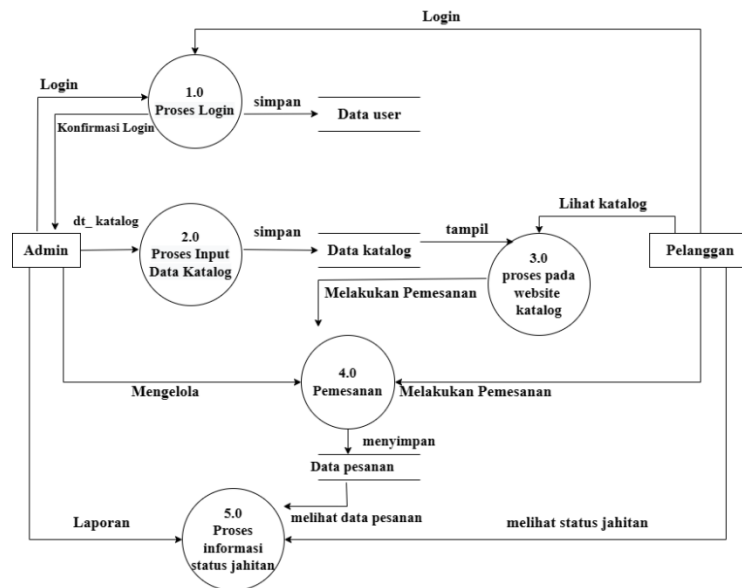 Login
1.0
Proses Login
Login
simpan
Data user
Konfirmasi Login
Lihat katalog
dt_ katalog
2.0
Proses Input
Data Katalog
simpan
tampil
Admin
Data katalog
3.0
proses pada
website
katalog
Pelanggan
Melakukan Pemesanan
4.0
Pemesanan
Mengelola
Melakukan Pemesanan
menyimpan
Data pesanan
5.0
Proses
informasi
status jahitan
Laporan
melihat data pesanan
melihat status jahitan